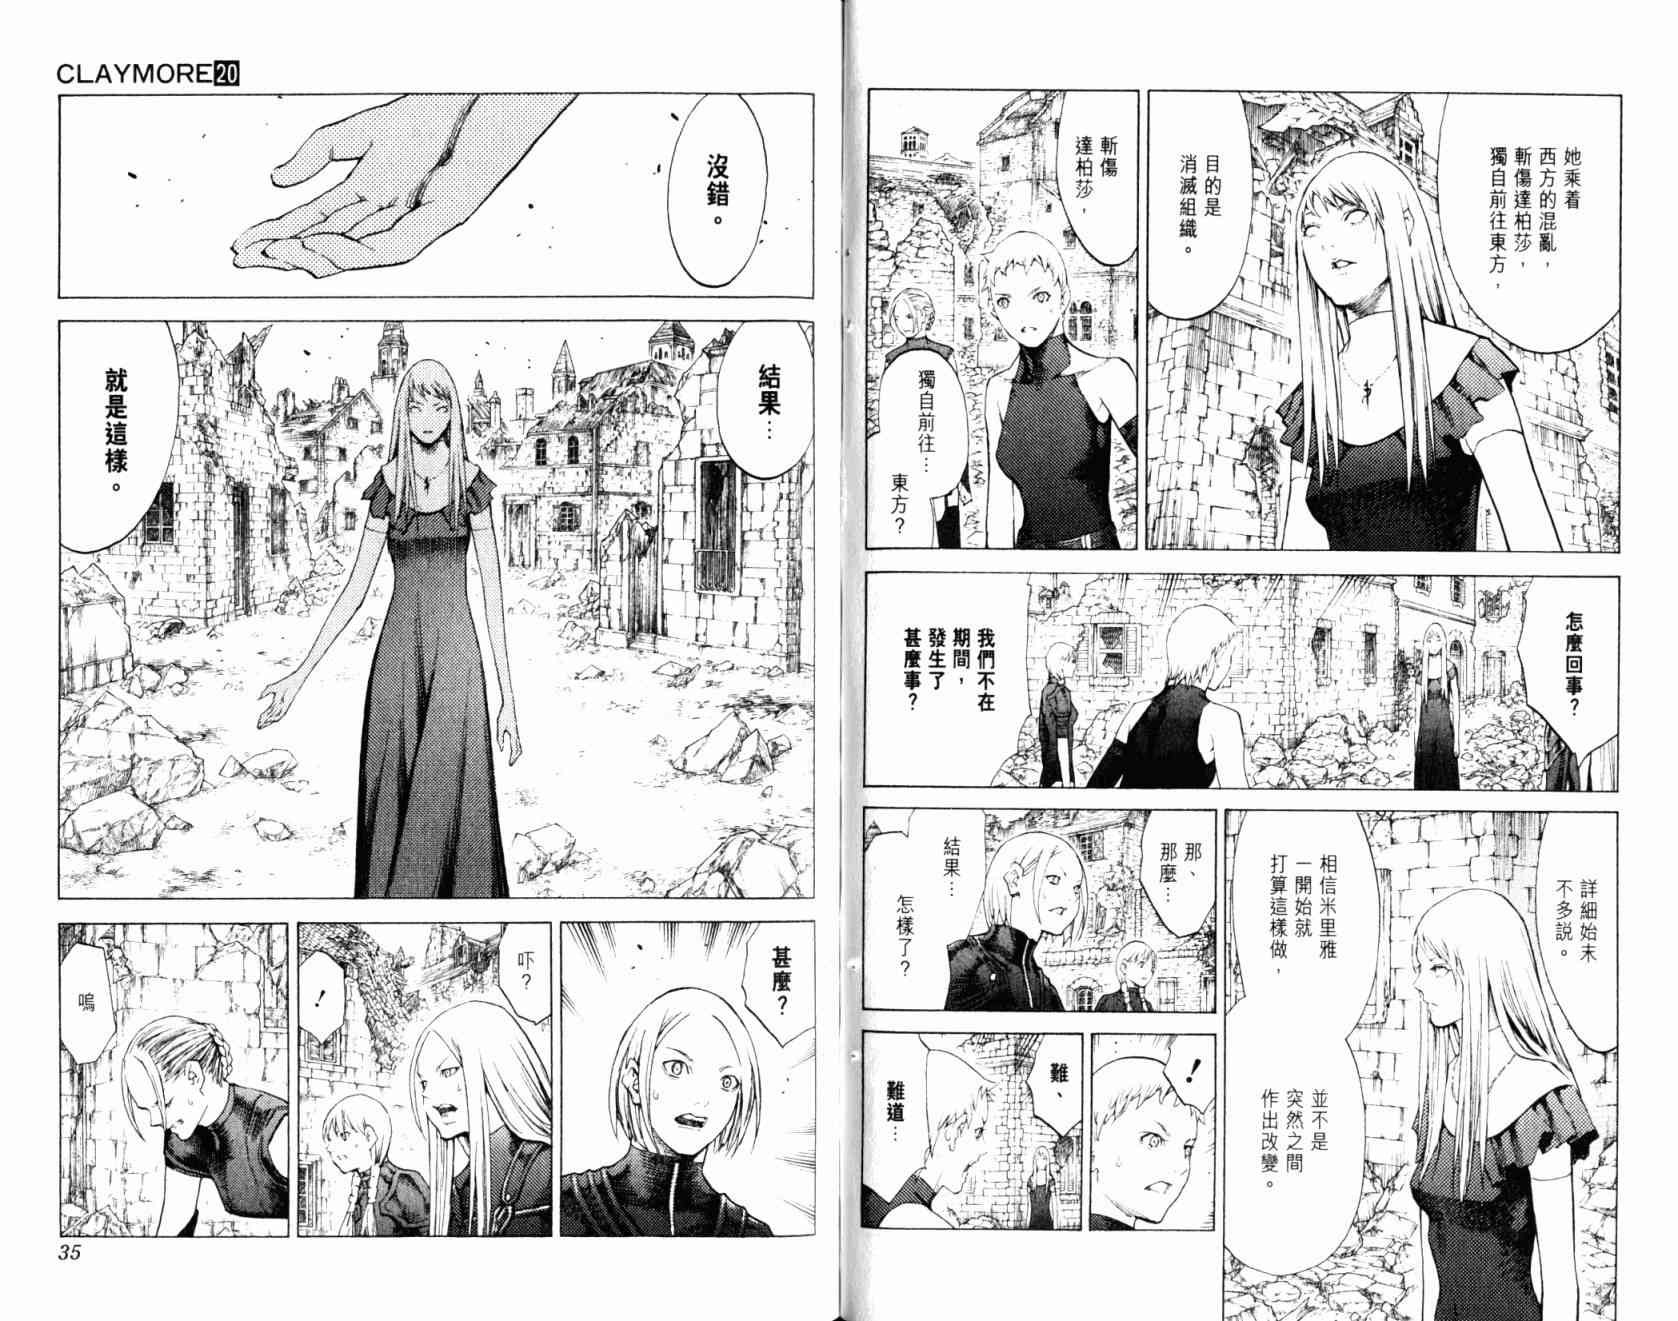 她乘着
西方的混亂，
斬傷達柏莎，
獨自前往東方，
目的是
消滅組織。
斬傷
達柏莎，
獨自前往…
東方？
怎麼回事？
我們不在
期間，
發生了
甚麼事？
詳細始末
不多説。
相信米里雅
一開始就
打算這樣做，
並不是
突然之間
作出改變。
那、
那麼…
結果…
怎樣了？
！
難、
難道…
CLAYMORE20
沒錯。
結果…
就是這樣。
甚麼？
吓？
！
嗚
35